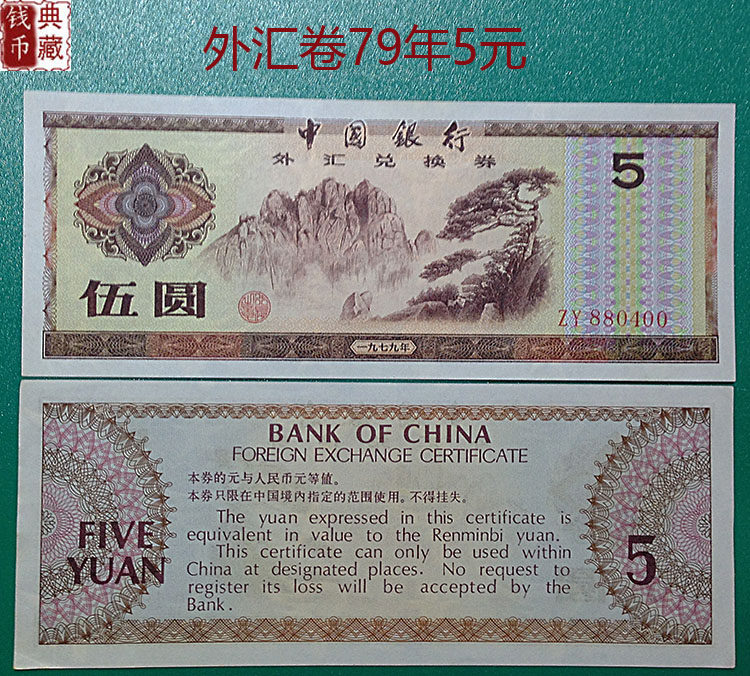 钱币
典藏
外汇卷79年5元
中國銀行
外汇兑换券
5
伍圆
ZY 880400
一九七九年
BANK OF CHINA
FOREIGN EXCHANGE CERTIFICATE
本券的元与人民币元等值。
本券只限在中国境内指定的范围使用。不得挂失。
The yuan expressed in this certificate is
equivalent in value to the Renminbi yuan.
This certificate can only be used within
China at designated places. No request to
register its loss will be accepted by the
Bank.
FIVE
YUAN
5